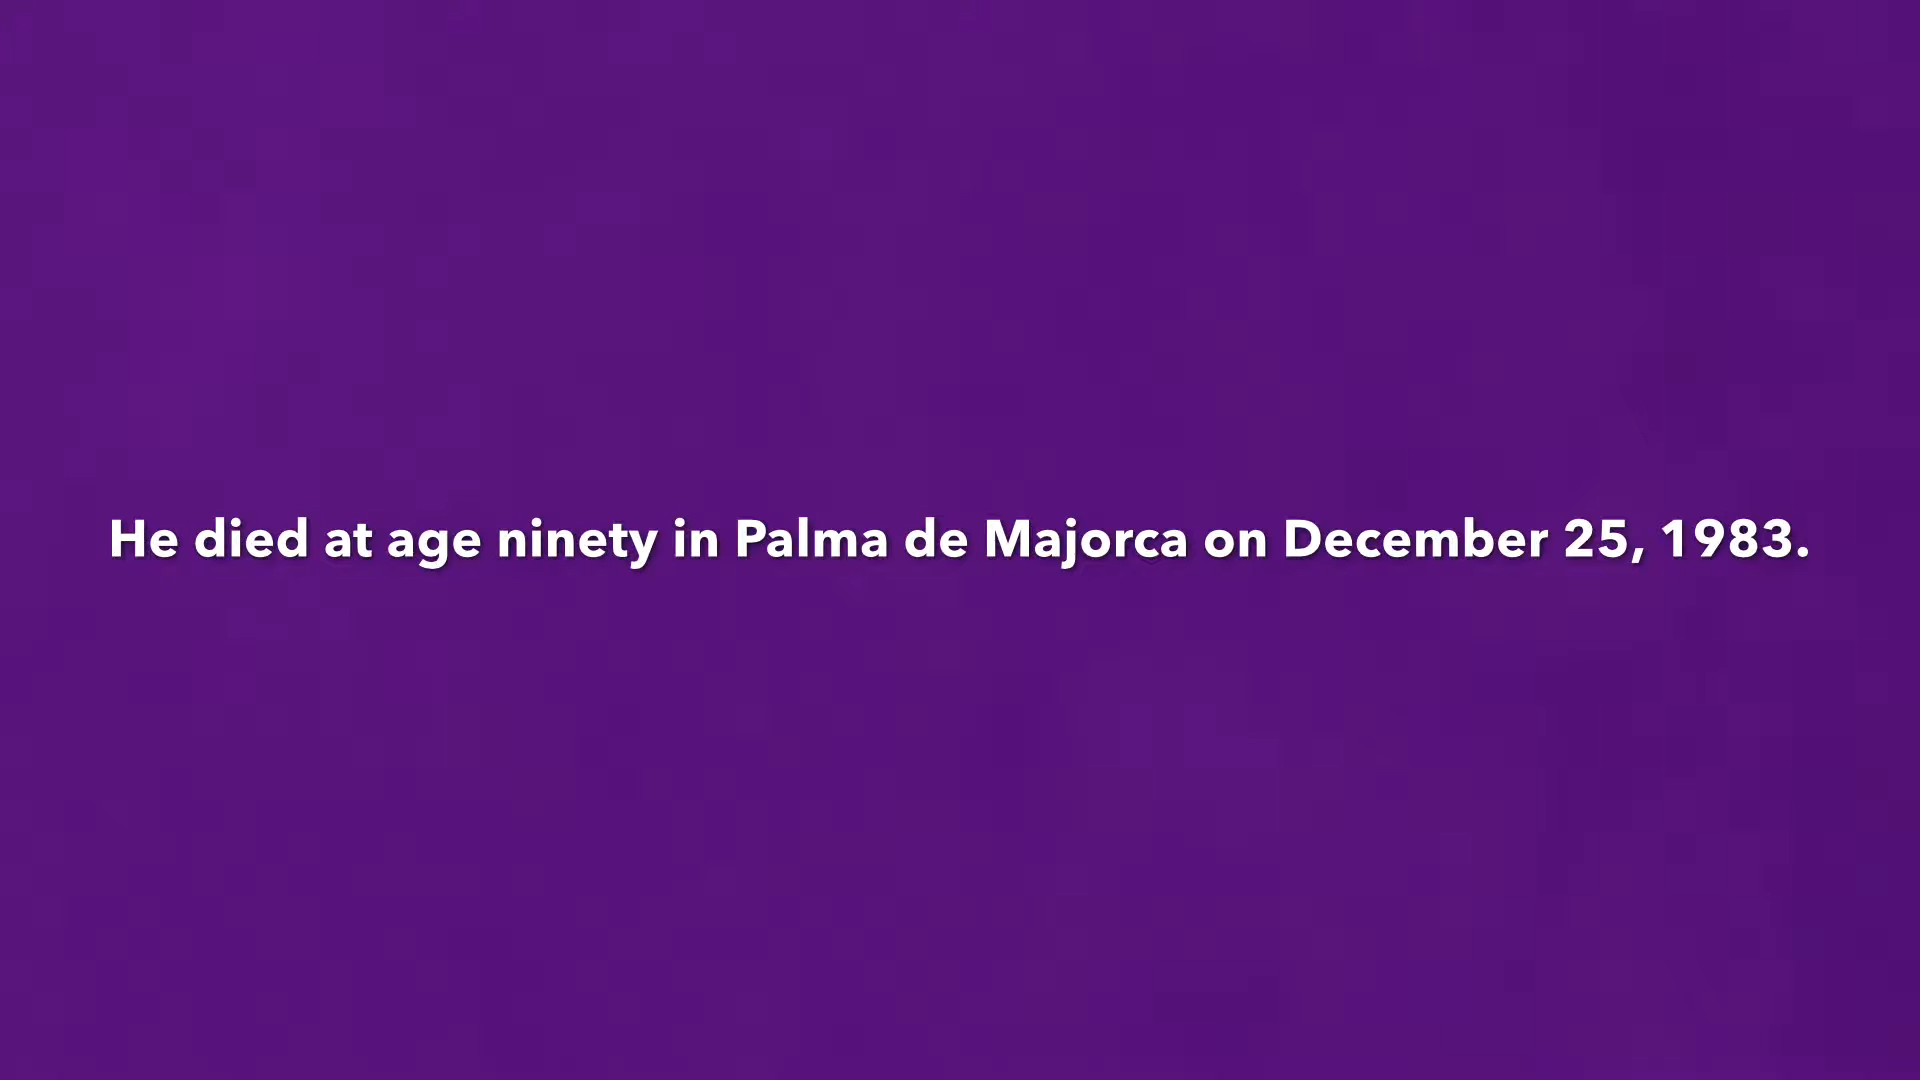 He died at age ninety in Palma de Majorca on December 25, 1983.